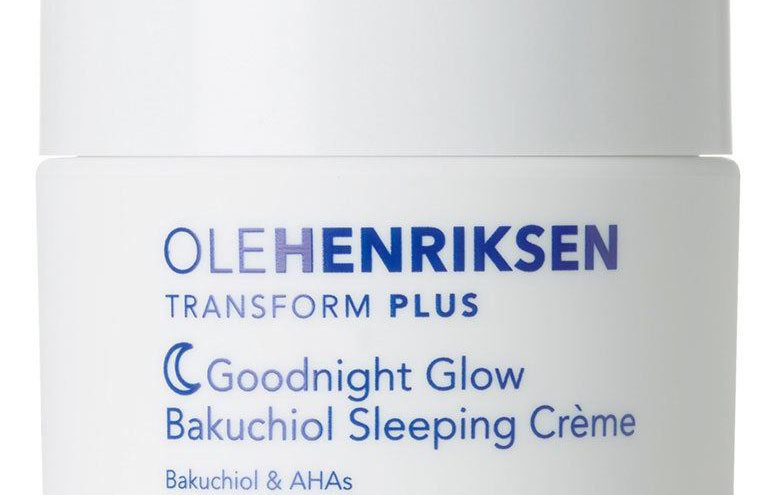 OLEHENRIKSEN
TRANSFORM PLUS
Goodnight Glow
Bakuchiol Sleeping Crème
Bakuchiol & AHAs